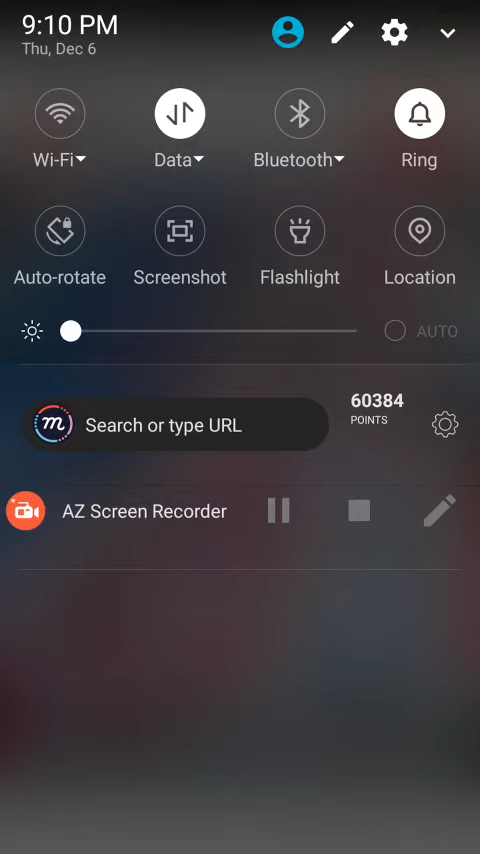 9:10 PM
Thu, Dec 6
Wi-Fi Data Bluetooth Ring
Auto-rotate Screenshot Flashlight Location
AUTO
m Search or type URL
60384
POINTS
AZ Screen Recorder